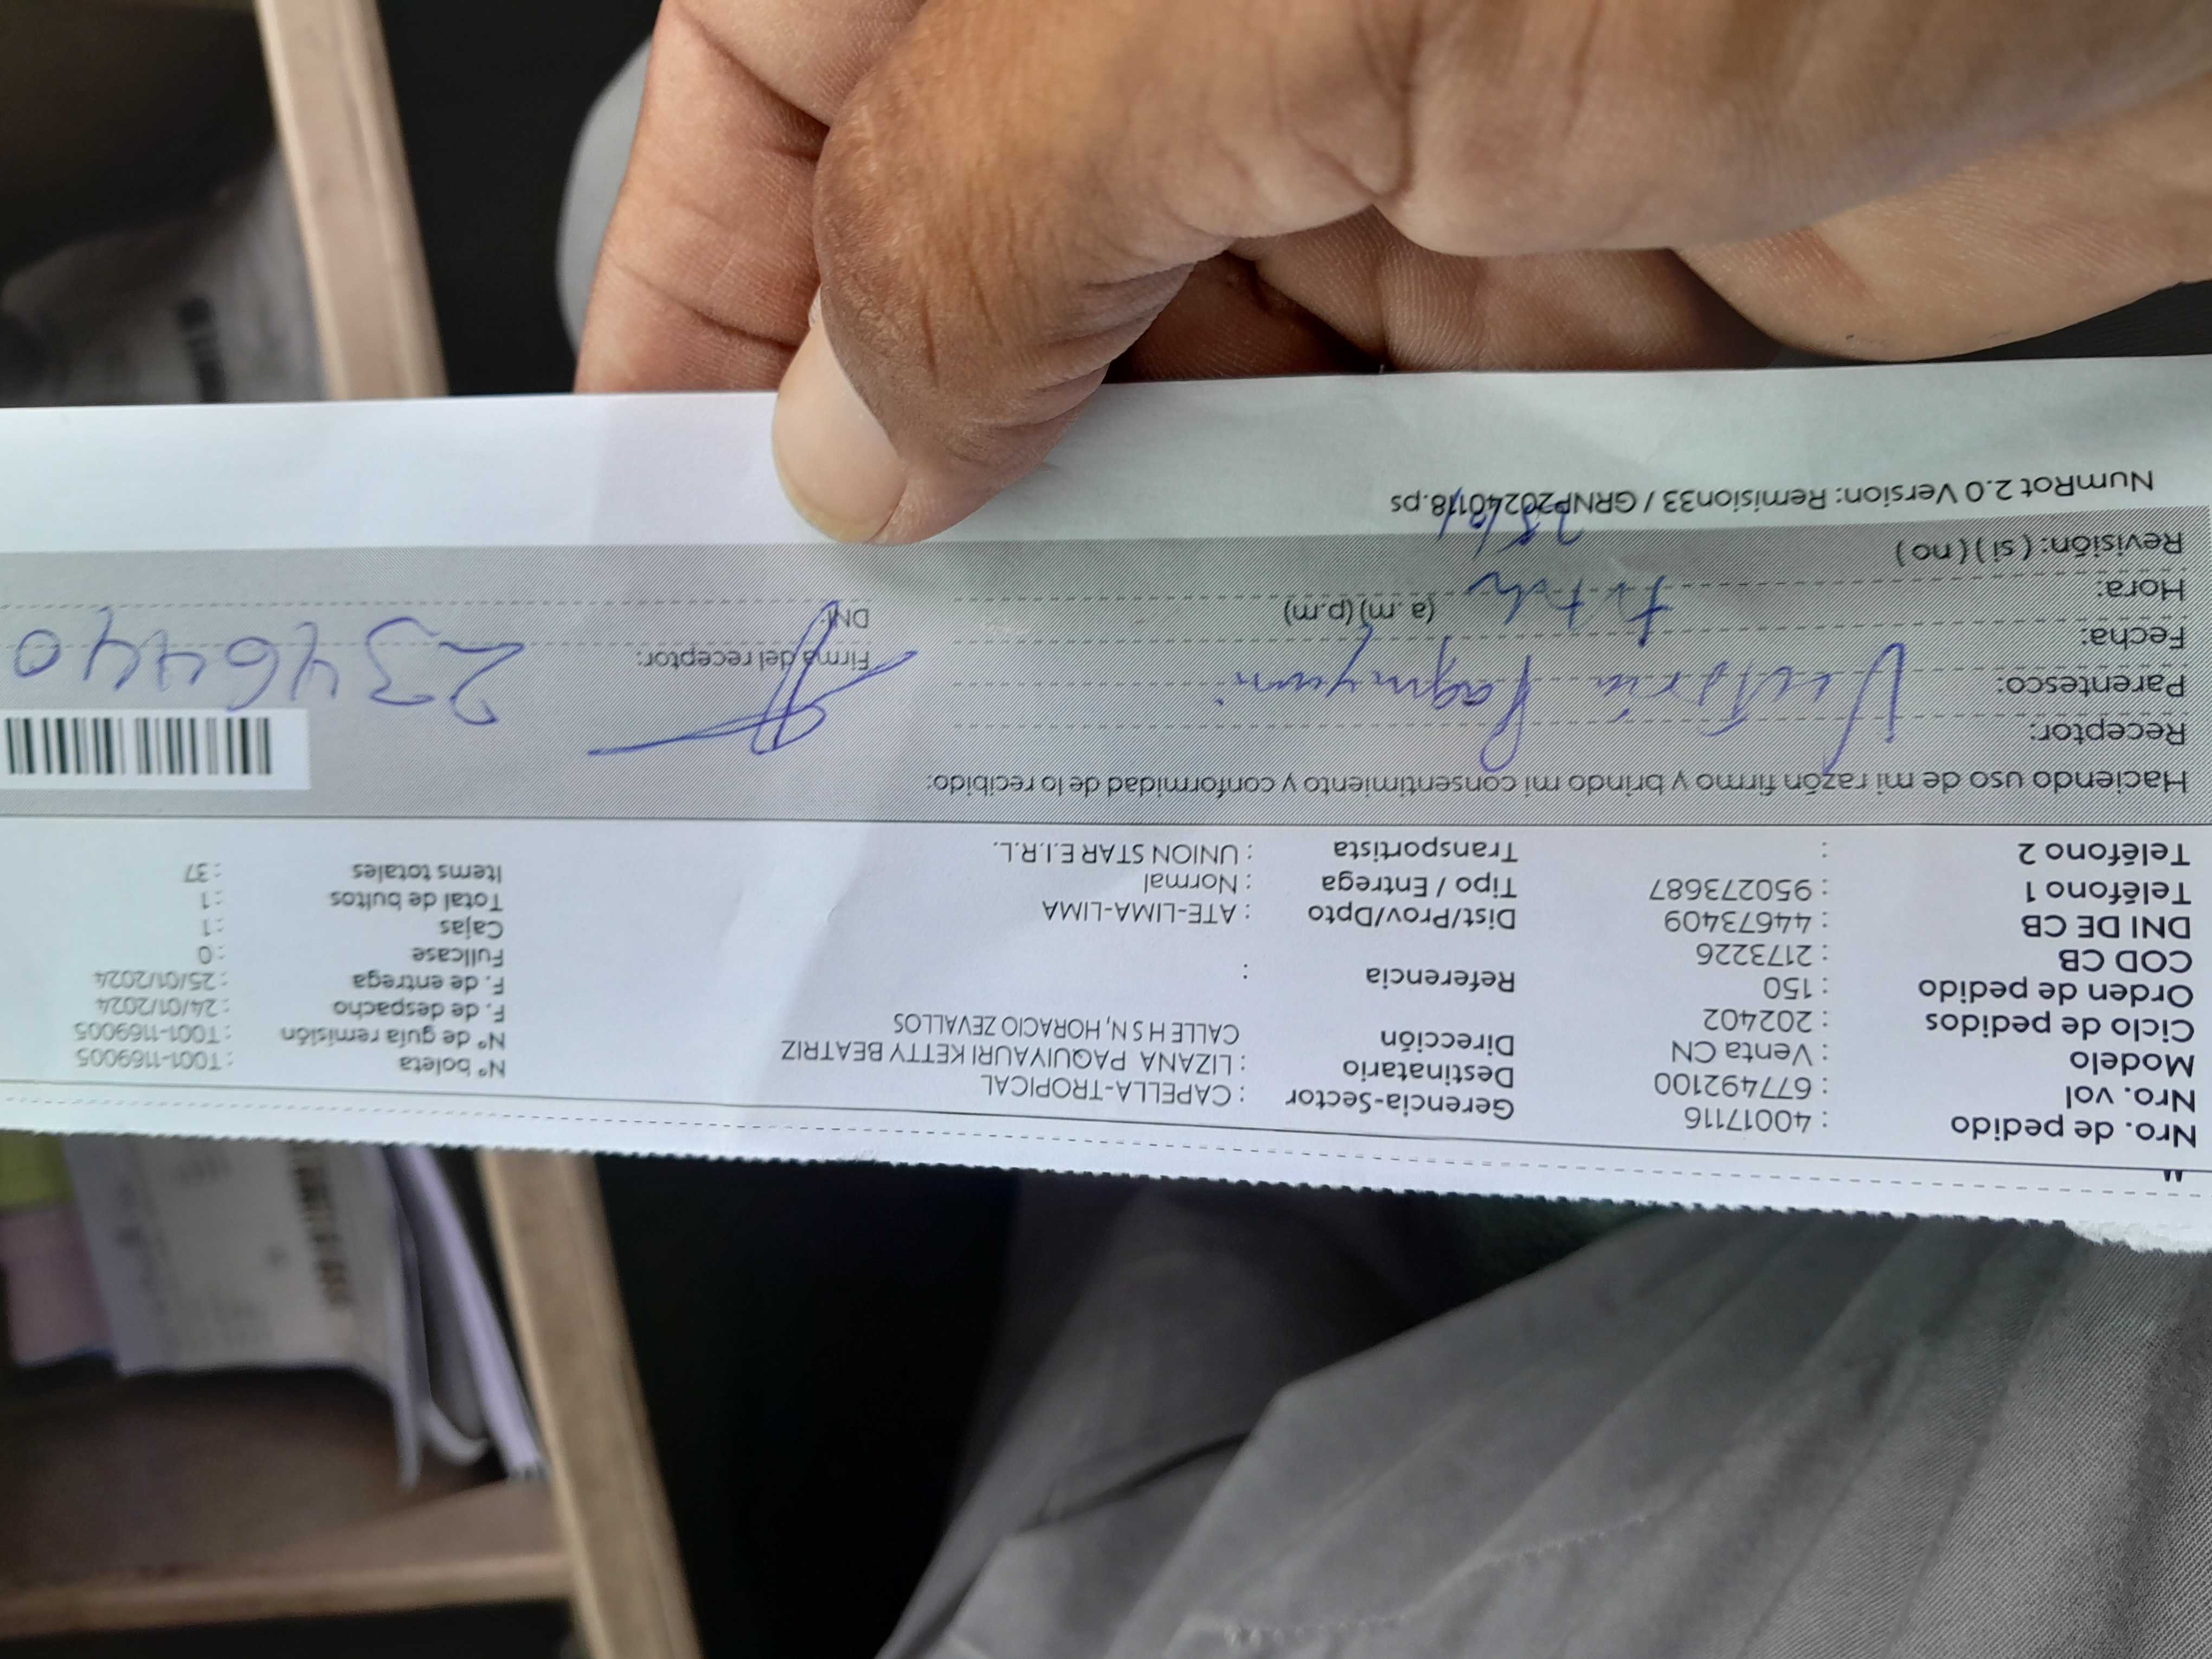 Nro. de pedido : 40017116 Gerencia-Sector : CAPELLA-TROPICAL Nº boleta : T001-1169005
Nro. vol : 677492100 Destinatario : LIZANA PAQUIYAURI KETTY BEATRIZ Nº de guía remisión : T001-1169005
Modelo : Venta CN Dirección CALLE H S N, HORACIO ZEVALLOS F. de despacho : 24/01/2024
Ciclo de pedidos : 202402 F. de entrega : 25/01/2024
Orden de pedido : 150 Referencia : Fullcase : 0
COD CB : 2173226 Cajas : 1
DNI DE CB : 44673409 Dist/Prov/Dpto : ATE-LIMA-LIMA Total de bultos : 1
Teléfono 1 : 950273687 Tipo / Entrega : Normal Items totales : 37
Teléfono 2 : Transportista : UNION STAR E.I.R.L.
Haciendo uso de mi razón firmo y brindo mi consentimiento y conformidad de lo recibido:
Receptor:
Parentesco:
Fecha: Firma del receptor: 2346440
Hora: (a.m) (p.m) DNI:
Revisión: ( si ) ( no )
NumRot 2.0 Version: Remision33 / GRNP20240118.ps